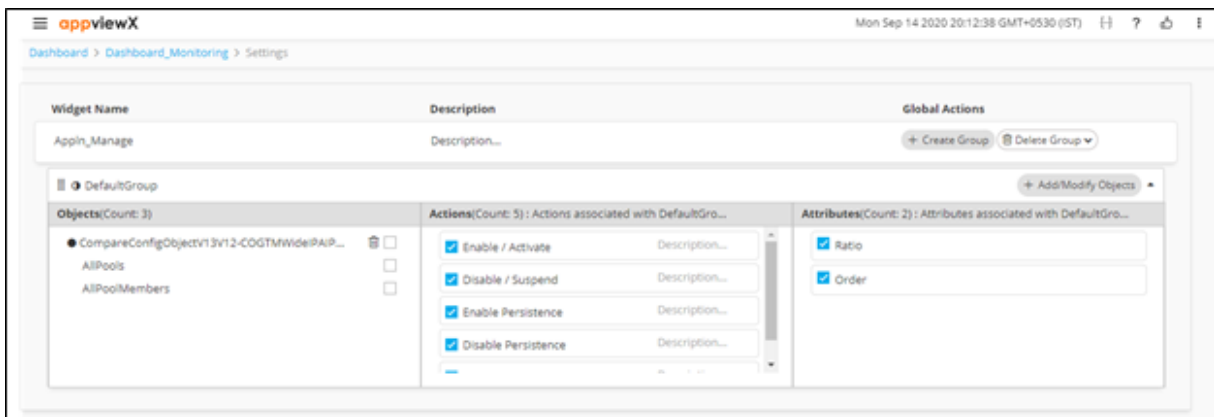 appviewX Mon Sep 14 2020 20:12:38 GMT+0530 (IST) ?
Dashboard > Dashboard_Monitoring > Settings
Widget Name Description Global Actions
AppIn_Manage Description... + Create Group Delete Group
DefaultGroup + Add/Modify Objects
Objects(Count: 3) Actions(Count: 5) : Actions associated with DefaultGro... Attributes(Count: 2) : Attributes associated with DefaultGro...
CompareConfigObjectV13V12-COGTMWideIPAIP... Enable / Activate Description... Ratio
AllPools Disable / Suspend Description... Order
AllPoolMembers Enable Persistence Description...
Disable Persistence Description...